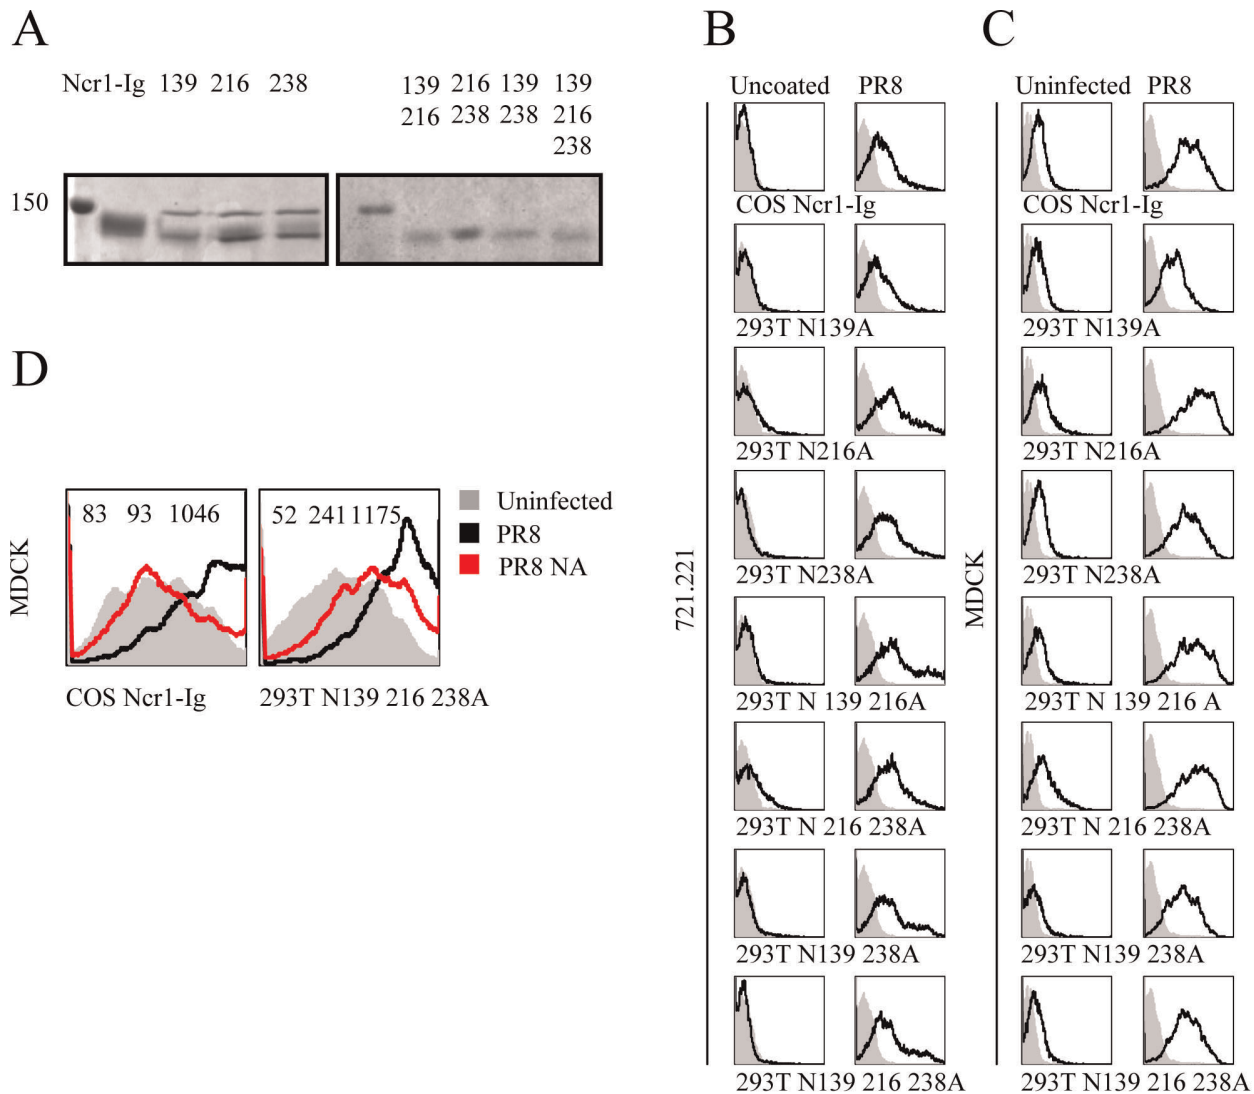 A
Ncr1-Ig 139 216 238
139 216 139 139
216 238 238 216
238
150
B
Uncoated PR8
721.221
COS Ncr1-Ig
293T N139A
293T N216A
293T N238A
293T N 139 216A
293T N 216 238A
293T N139 238A
293T N139 216 238A
C
Uninfected PR8
MDCK
COS Ncr1-Ig
293T N139A
293T N216A
293T N238A
293T N 139 216 A
293T N 216 238A
293T N139 238A
293T N139 216 238A
D
MDCK
83 93 1046
52 241 1175
Uninfected
PR8
PR8 NA
COS Ncr1-Ig
293T N139 216 238A